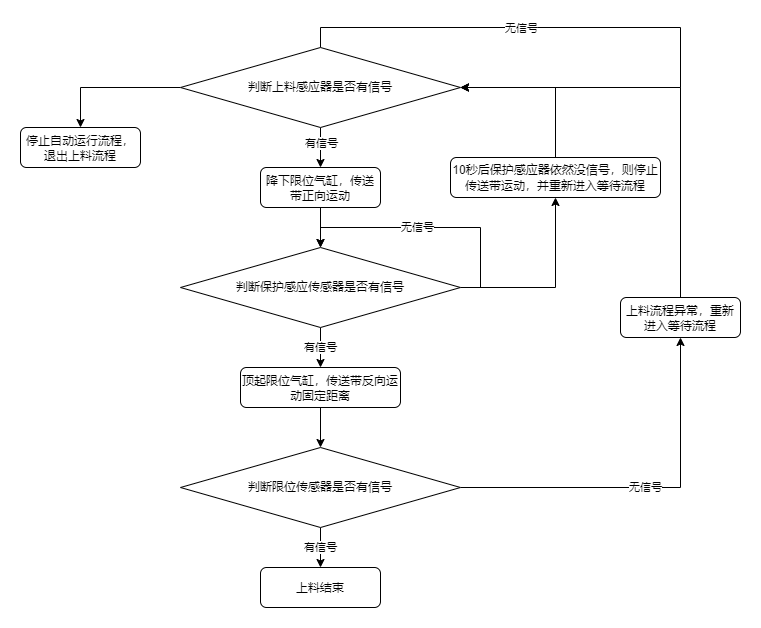 无信号
判断上料感应器是否有信号
停止自动运行流程,
退出上料流程
有信号
10秒后保护感应器依然没信号，则停止
传送带运动，并重新进入等待流程
降下限位气缸，传送
带正向运动
无信号
判断保护感应传感器是否有信号
上料流程异常，重新
进入等待流程
有信号
顶起限位气缸，传送带反向运
动固定距离
判断限位传感器是否有信号
无信号
有信号
上料结束